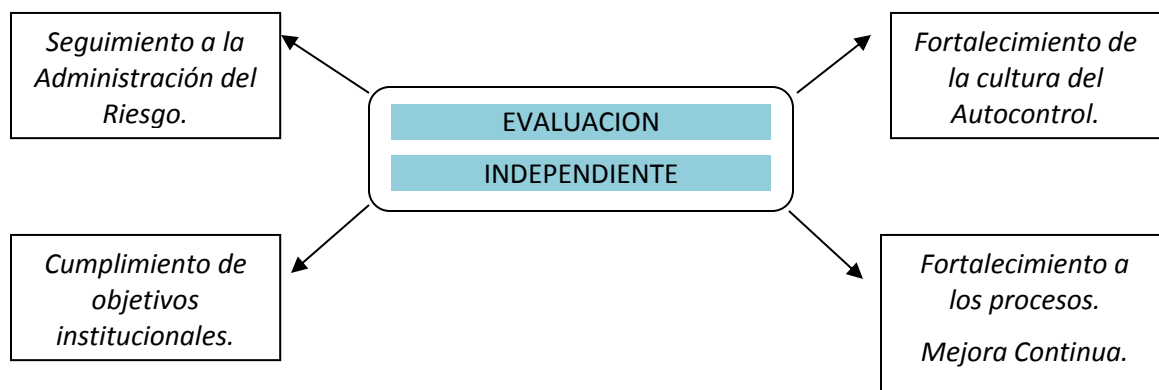 Seguimiento a la
Administración del
Riesgo.
Fortalecimiento de
la cultura del
Autocontrol.
EVALUACION
INDEPENDIENTE
Cumplimiento de
objetivos
institucionales.
Fortalecimiento a
los procesos.
Mejora Continua.